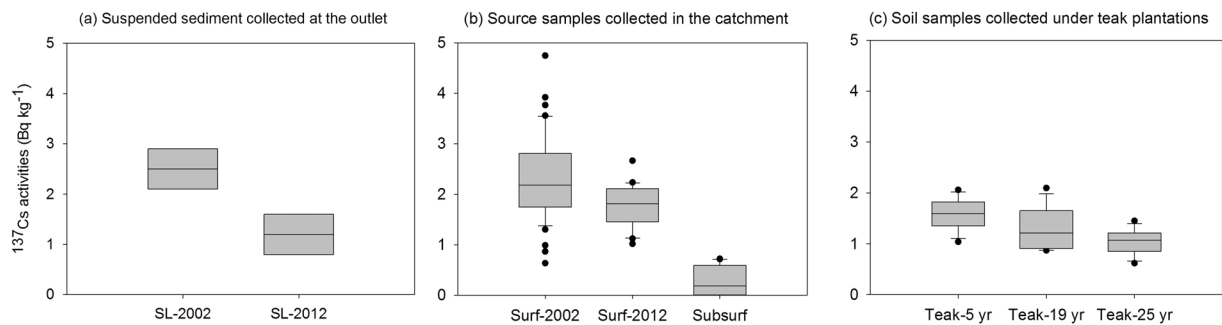 (a) Suspended sediment collected at the outlet
(b) Source samples collected in the catchment
(c) Soil samples collected under teak plantations
¹³⁷Cs activities (Bq kg⁻¹)
5
4
3
2
1
0
SL-2002
SL-2012
5
4
3
2
1
0
Surf-2002
Surf-2012
Subsurf
5
4
3
2
1
0
Teak-5 yr
Teak-19 yr
Teak-25 yr